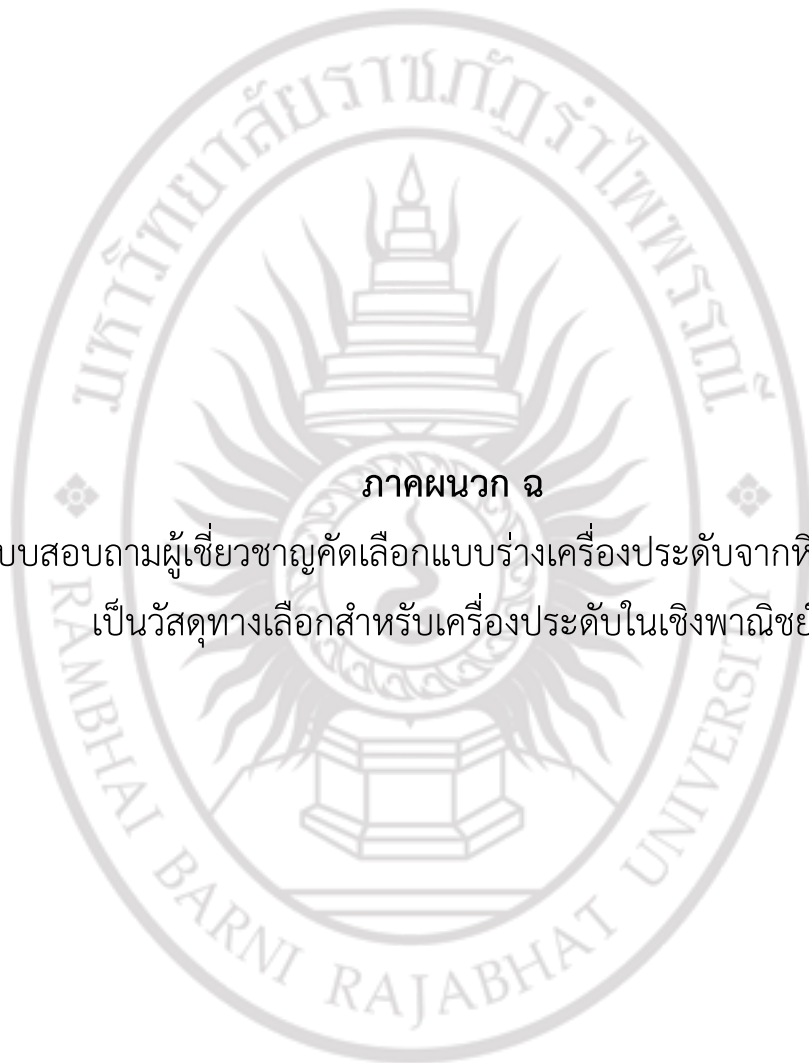 มหาวิทยาลัยราชภัฏรำไพพรรณี
ภาคผนวก ฉ
บบสอบถามผู้เชี่ยวชาญคัดเลือกแบบร่างเครื่องประดับจากหิ
เป็นวัสดุทางเลือกสำหรับเครื่องประดับในเชิงพาณิชย์
RAMBHAI BARNI RAJABHAT UNIVERSITY